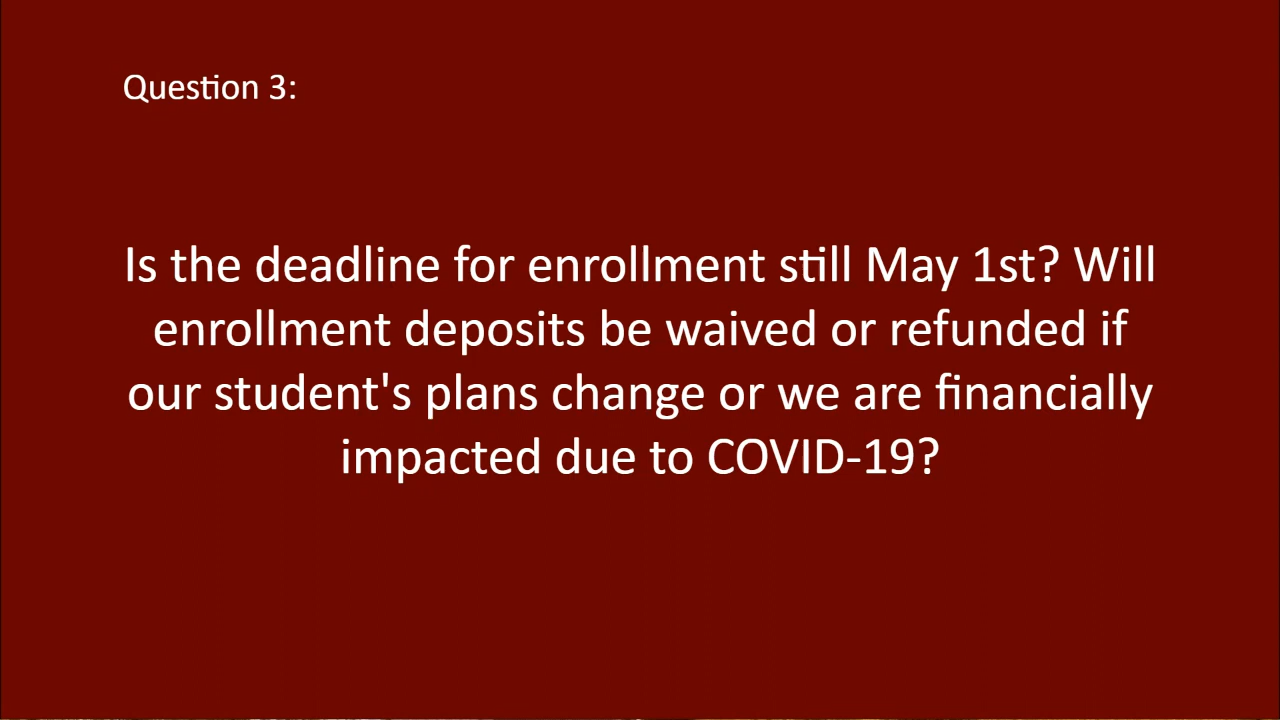 Question 3:
Is the deadline for enrollment still May 1st? Will
enrollment deposits be waived or refunded if
our student's plans change or we are financially
impacted due to COVID-19?